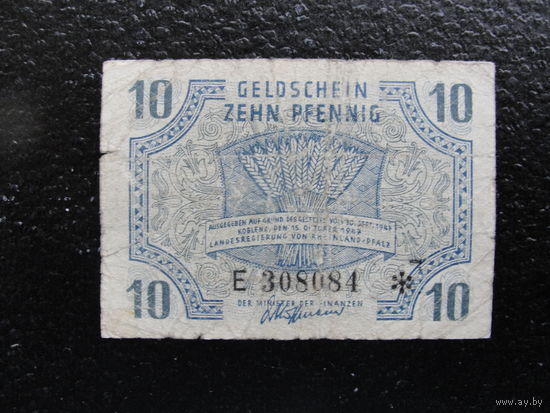 10 GELDSCHEIN 10
ZEHN PFENNIG
AUSGEGEBEN AUF GRUND DES GESETZES VOM 30. SEPT. 1947
KOBLENZ, DEN 15. OKTOBER 1947
LANDESREGIERUNG VON RHEINLAND-PFALZ
E 308084
10 DER MINISTER DER FINANZEN 10
www.ay.by